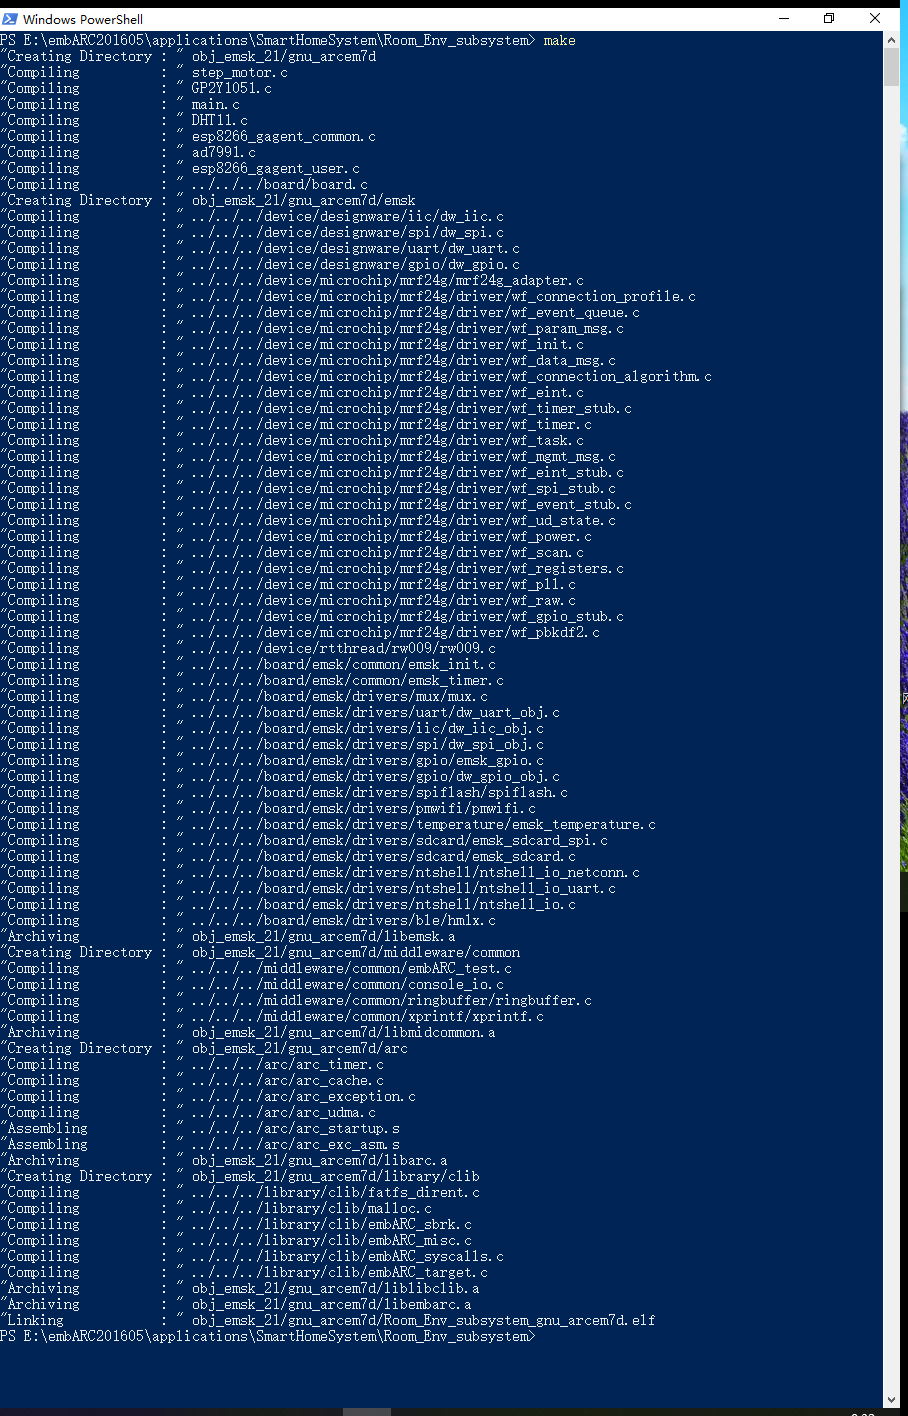 Windows PowerShell
PS E:\embARC201605\applications\SmartHomeSystem\Room_Env_subsystem> make
"Creating Directory : " obj_emsk_21/gnu_arcem7d
"Compiling          : " step_motor.c
"Compiling          : " GP2Y1051.c
"Compiling          : " main.c
"Compiling          : " DHT11.c
"Compiling          : " esp8266_gagent_common.c
"Compiling          : " ad7991.c
"Compiling          : " esp8266_gagent_user.c
"Compiling          : " ../../../board/board.c
"Creating Directory : " obj_emsk_21/gnu_arcem7d/emsk
"Compiling          : " ../../../device/designware/iic/dw_iic.c
"Compiling          : " ../../../device/designware/spi/dw_spi.c
"Compiling          : " ../../../device/designware/uart/dw_uart.c
"Compiling          : " ../../../device/designware/gpio/dw_gpio.c
"Compiling          : " ../../../device/microchip/mrf24g/mrf24g_adapter.c
"Compiling          : " ../../../device/microchip/mrf24g/driver/wf_connection_profile.c
"Compiling          : " ../../../device/microchip/mrf24g/driver/wf_event_queue.c
"Compiling          : " ../../../device/microchip/mrf24g/driver/wf_param_msg.c
"Compiling          : " ../../../device/microchip/mrf24g/driver/wf_init.c
"Compiling          : " ../../../device/microchip/mrf24g/driver/wf_data_msg.c
"Compiling          : " ../../../device/microchip/mrf24g/driver/wf_connection_algorithm.c
"Compiling          : " ../../../device/microchip/mrf24g/driver/wf_eint.c
"Compiling          : " ../../../device/microchip/mrf24g/driver/wf_timer_stub.c
"Compiling          : " ../../../device/microchip/mrf24g/driver/wf_timer.c
"Compiling          : " ../../../device/microchip/mrf24g/driver/wf_task.c
"Compiling          : " ../../../device/microchip/mrf24g/driver/wf_mgmt_msg.c
"Compiling          : " ../../../device/microchip/mrf24g/driver/wf_eint_stub.c
"Compiling          : " ../../../device/microchip/mrf24g/driver/wf_spi_stub.c
"Compiling          : " ../../../device/microchip/mrf24g/driver/wf_event_stub.c
"Compiling          : " ../../../device/microchip/mrf24g/driver/wf_ud_state.c
"Compiling          : " ../../../device/microchip/mrf24g/driver/wf_power.c
"Compiling          : " ../../../device/microchip/mrf24g/driver/wf_scan.c
"Compiling          : " ../../../device/microchip/mrf24g/driver/wf_registers.c
"Compiling          : " ../../../device/microchip/mrf24g/driver/wf_pll.c
"Compiling          : " ../../../device/microchip/mrf24g/driver/wf_raw.c
"Compiling          : " ../../../device/microchip/mrf24g/driver/wf_gpio_stub.c
"Compiling          : " ../../../device/microchip/mrf24g/driver/wf_pbkdf2.c
"Compiling          : " ../../../device/rtthread/rw009/rw009.c
"Compiling          : " ../../../board/emsk/common/emsk_init.c
"Compiling          : " ../../../board/emsk/common/emsk_timer.c
"Compiling          : " ../../../board/emsk/drivers/mux/mux.c
"Compiling          : " ../../../board/emsk/drivers/uart/dw_uart_obj.c
"Compiling          : " ../../../board/emsk/drivers/iic/dw_iic_obj.c
"Compiling          : " ../../../board/emsk/drivers/spi/dw_spi_obj.c
"Compiling          : " ../../../board/emsk/drivers/gpio/emsk_gpio.c
"Compiling          : " ../../../board/emsk/drivers/gpio/dw_gpio_obj.c
"Compiling          : " ../../../board/emsk/drivers/spiflash/spiflash.c
"Compiling          : " ../../../board/emsk/drivers/pmwifi/pmwifi.c
"Compiling          : " ../../../board/emsk/drivers/temperature/emsk_temperature.c
"Compiling          : " ../../../board/emsk/drivers/sdcard/emsk_sdcard_spi.c
"Compiling          : " ../../../board/emsk/drivers/sdcard/emsk_sdcard.c
"Compiling          : " ../../../board/emsk/drivers/ntshell/ntshell_io_netconn.c
"Compiling          : " ../../../board/emsk/drivers/ntshell/ntshell_io_uart.c
"Compiling          : " ../../../board/emsk/drivers/ntshell/ntshell_io.c
"Compiling          : " ../../../board/emsk/drivers/ble/hmlx.c
"Archiving          : " obj_emsk_21/gnu_arcem7d/libemsk.a
"Creating Directory : " obj_emsk_21/gnu_arcem7d/middleware/common
"Compiling          : " ../../../middleware/common/embARC_test.c
"Compiling          : " ../../../middleware/common/console_io.c
"Compiling          : " ../../../middleware/common/ringbuffer/ringbuffer.c
"Compiling          : " ../../../middleware/common/xprintf/xprintf.c
"Archiving          : " obj_emsk_21/gnu_arcem7d/libmidcommon.a
"Creating Directory : " obj_emsk_21/gnu_arcem7d/arc
"Compiling          : " ../../../arc/arc_timer.c
"Compiling          : " ../../../arc/arc_cache.c
"Compiling          : " ../../../arc/arc_exception.c
"Compiling          : " ../../../arc/arc_udma.c
"Assembling         : " ../../../arc/arc_startup.s
"Assembling         : " ../../../arc/arc_exc_asm.s
"Archiving          : " obj_emsk_21/gnu_arcem7d/libarc.a
"Creating Directory : " obj_emsk_21/gnu_arcem7d/library/clib
"Compiling          : " ../../../library/clib/fatfs_dirent.c
"Compiling          : " ../../../library/clib/malloc.c
"Compiling          : " ../../../library/clib/embARC_sbrk.c
"Compiling          : " ../../../library/clib/embARC_misc.c
"Compiling          : " ../../../library/clib/embARC_syscalls.c
"Compiling          : " ../../../library/clib/embARC_target.c
"Archiving          : " obj_emsk_21/gnu_arcem7d/liblibclib.a
"Archiving          : " obj_emsk_21/gnu_arcem7d/libembarc.a
"Linking            : " obj_emsk_21/gnu_arcem7d/Room_Env_subsystem_gnu_arcem7d.elf
PS E:\embARC201605\applications\SmartHomeSystem\Room_Env_subsystem>